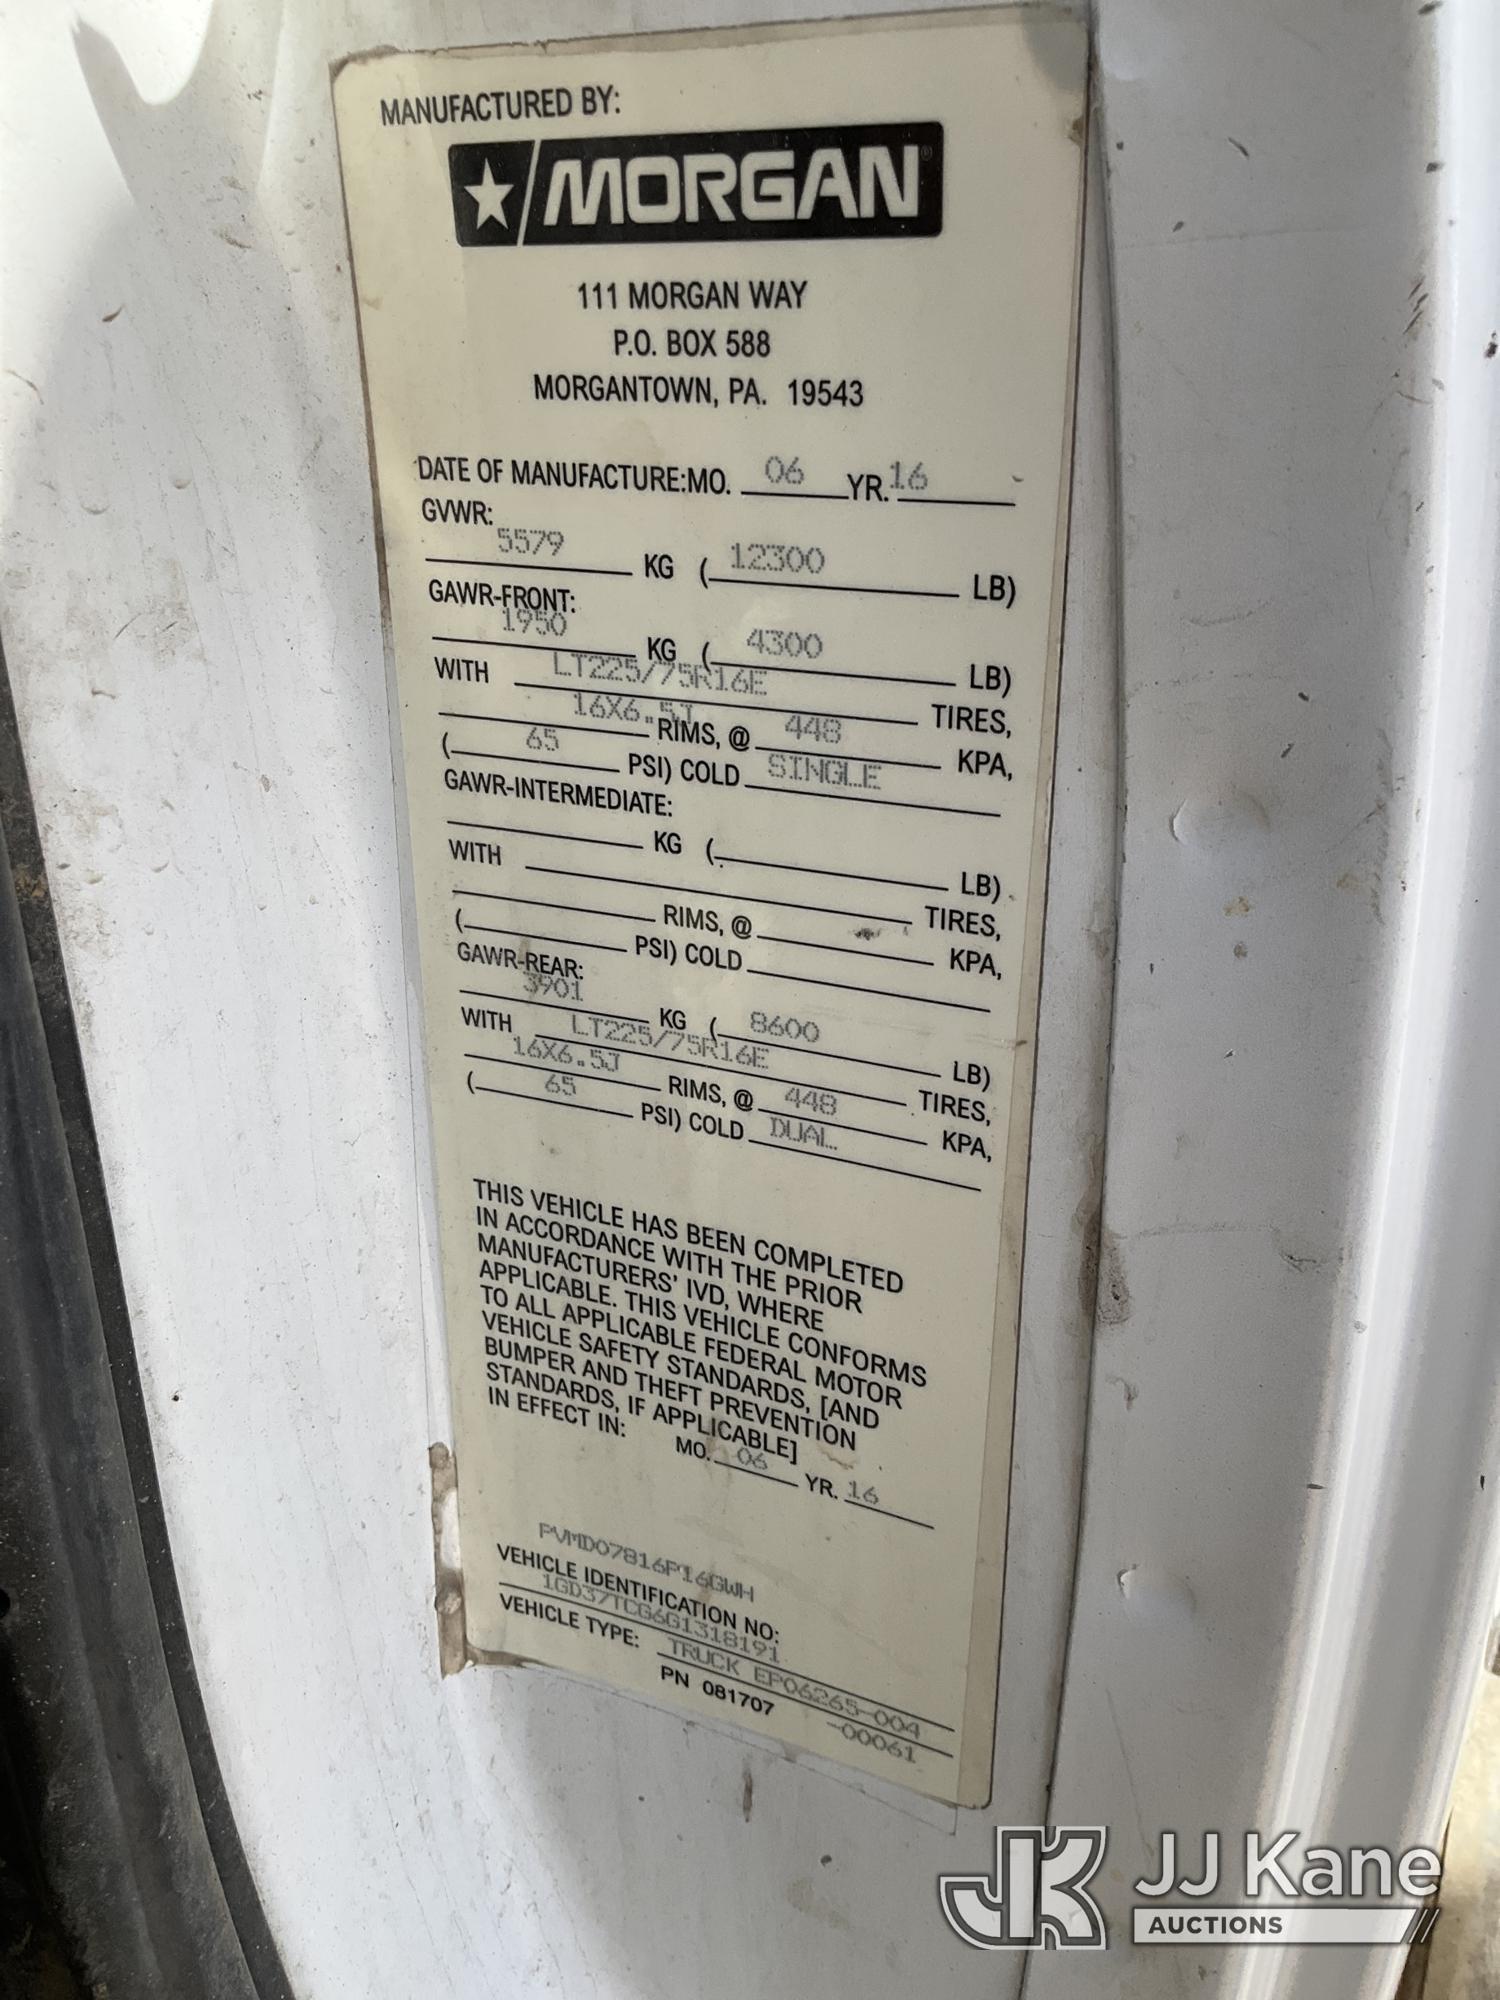 MANUFACTURED BY:
MORGAN®
111 MORGAN WAY
P.O. BOX 588
MORGANTOWN, PA. 19543
DATE OF MANUFACTURE:MO. 06 YR. 16
GVWR:
5579 KG (12300 LB)
GAWR-FRONT:
1950 KG (4300 LB)
WITH LT225/75R16E TIRES,
16X6.5J RIMS, @ 448 KPA,
(65 PSI) COLD SINGLE
GAWR-INTERMEDIATE:
KG ( LB)
WITH TIRES,
RIMS, @ KPA,
( PSI) COLD
GAWR-REAR:
3901 KG (8600 LB)
WITH LT225/75R16E TIRES,
16X6.5J RIMS, @ 448 KPA,
(65 PSI) COLD DUAL
THIS VEHICLE HAS BEEN COMPLETED
IN ACCORDANCE WITH THE PRIOR
MANUFACTURERS' IVD, WHERE
APPLICABLE. THIS VEHICLE CONFORMS
TO ALL APPLICABLE FEDERAL MOTOR
VEHICLE SAFETY STANDARDS, [AND
BUMPER AND THEFT PREVENTION
STANDARDS, IF APPLICABLE]
IN EFFECT IN: MO. 06 YR. 16
VEHICLE IDENTIFICATION NO:
1GD37TCG6G1318191
VEHICLE TYPE: TRUCK EP06265-004
PN 081707 -00061
JK JJ Kane
AUCTIONS